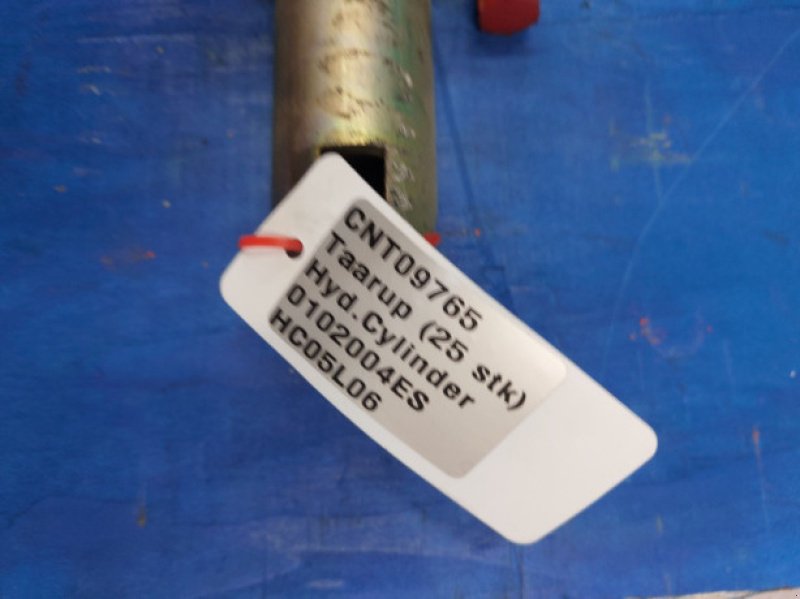 CNT09765
Taarup (25 stk)
Hyd.Cylinder
0102004ES
HC05L06